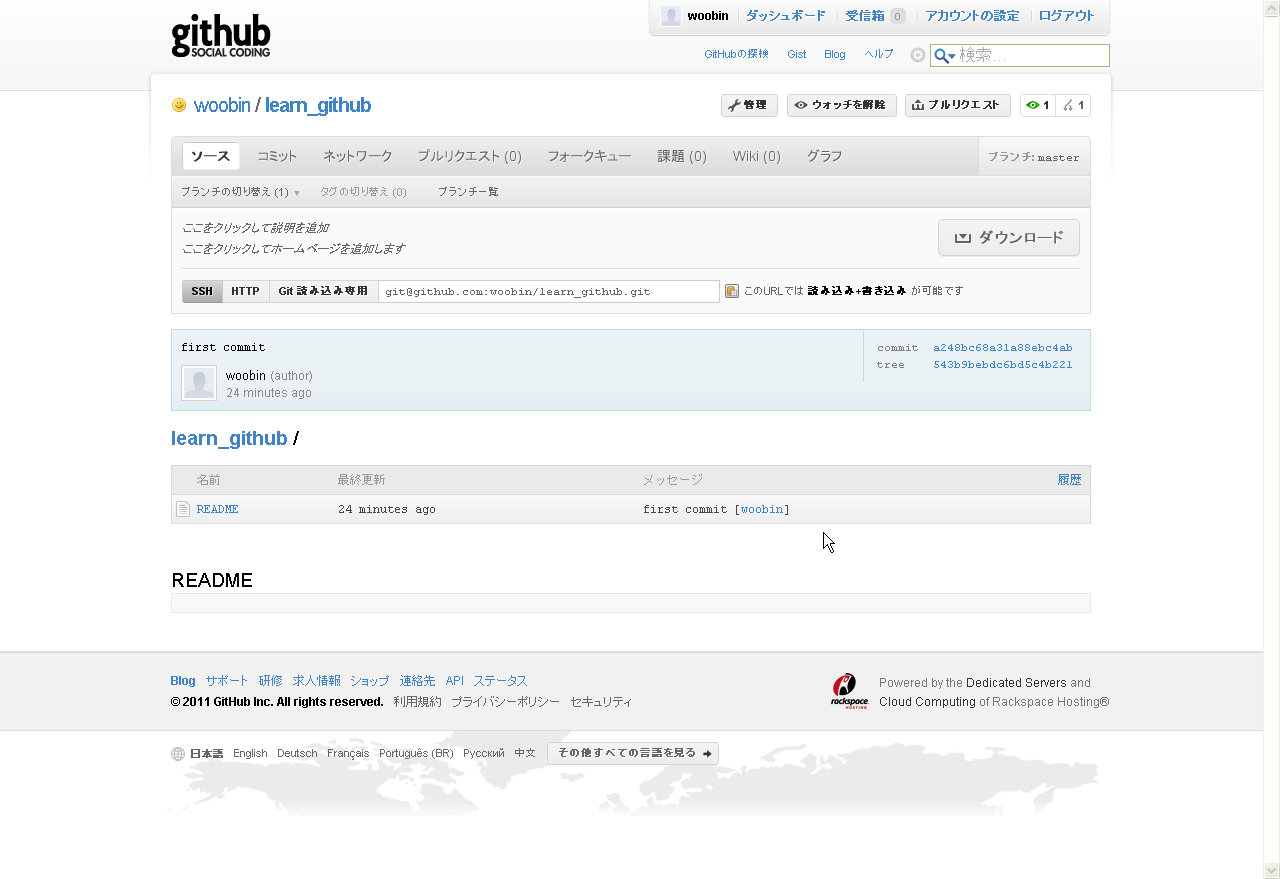 github
SOCIAL CODING
woobin ダッシュボード 受信箱 0 アカウントの設定 ログアウト
GitHubの探検 Gist Blog ヘルプ 検索...
woobin / learn_github
管理 ウォッチを解除 プルリクエスト 1 1
ソース コミット ネットワーク プルリクエスト (0) フォークキュー 課題 (0) Wiki (0) グラフ ブランチ: master
ブランチの切り替え (1) タグの切り替え (0) ブランチ一覧
ここをクリックして説明を追加
ここをクリックしてホームページを追加します
ダウンロード
SSH HTTP Git 読み込み専用 git@github.com:woobin/learn_github.git このURLでは 読み込み+書き込み が可能です
first commit
commit a248bc68a31a88ebc4ab
tree 543b9bebdc6bd5c4b221
woobin (author)
24 minutes ago
learn_github /
名前 最終更新 メッセージ 履歴
README 24 minutes ago first commit [woobin]
README
Blog サポート 研修 求人情報 ショップ 連絡先 API ステータス
© 2011 GitHub Inc. All rights reserved. 利用規約 プライバシーポリシー セキュリティ
rackspace.
HOSTING
Powered by the Dedicated Servers and
Cloud Computing of Rackspace Hosting®
日本語 English Deutsch Français Português (BR) Русский 中文 その他すべての言語を見る